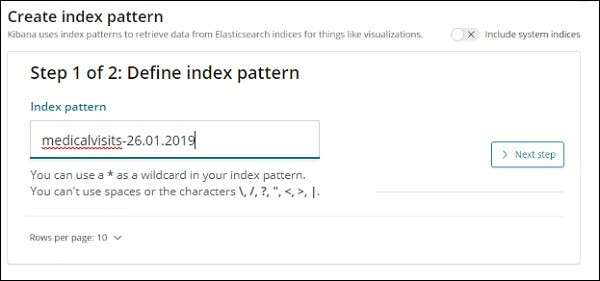 Create index pattern
Kibana uses index patterns to retrieve data from Elasticsearch indices for things like visualizations.
Include system indices
Step 1 of 2: Define index pattern
Index pattern
medicalvisits-26.01.2019
Next step
You can use a * as a wildcard in your index pattern.
You can't use spaces or the characters \, /, ?, ", <, >, |.
Rows per page: 10